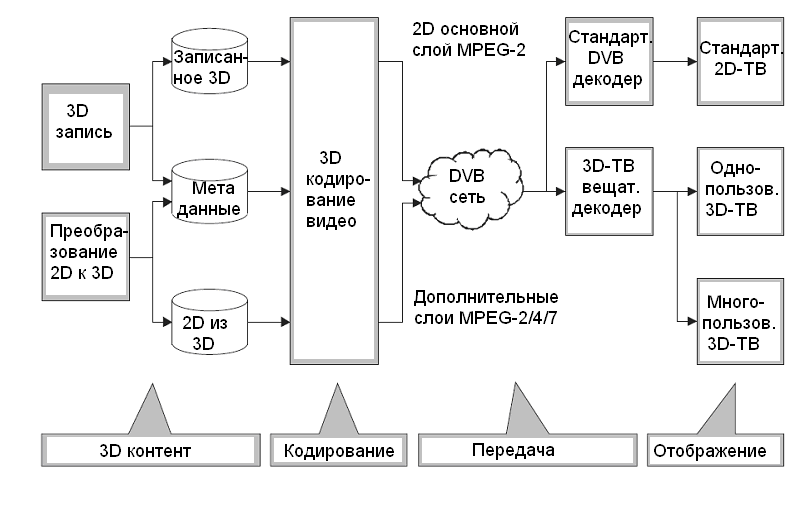 3D
запись
Преобра-
зование
2D к 3D
Записан-
ное 3D
Мета
данные
2D из
3D
3D
кодиро-
вание
видео
2D основной
слой MPEG-2
DVB
сеть
Дополнительные
слои MPEG-2/4/7
Стандарт.
DVB
декодер
3D-ТВ
вещат.
декодер
Стандарт.
2D-ТВ
Одно-
пользов.
3D-ТВ
Много-
пользов.
3D-ТВ
3D контент
Кодирование
Передача
Отображение